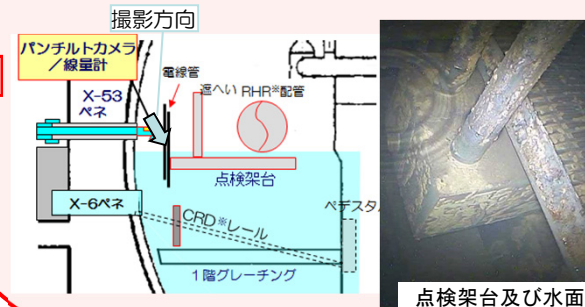 撮影方向
パンチルトカメラ
／線量計
電線管
X-53
ペネ
遮へい
RHR※配管
点検架台
X-6ペネ
CRD※レール
ペデスタ
１階グレーチング
点検架台及び水面